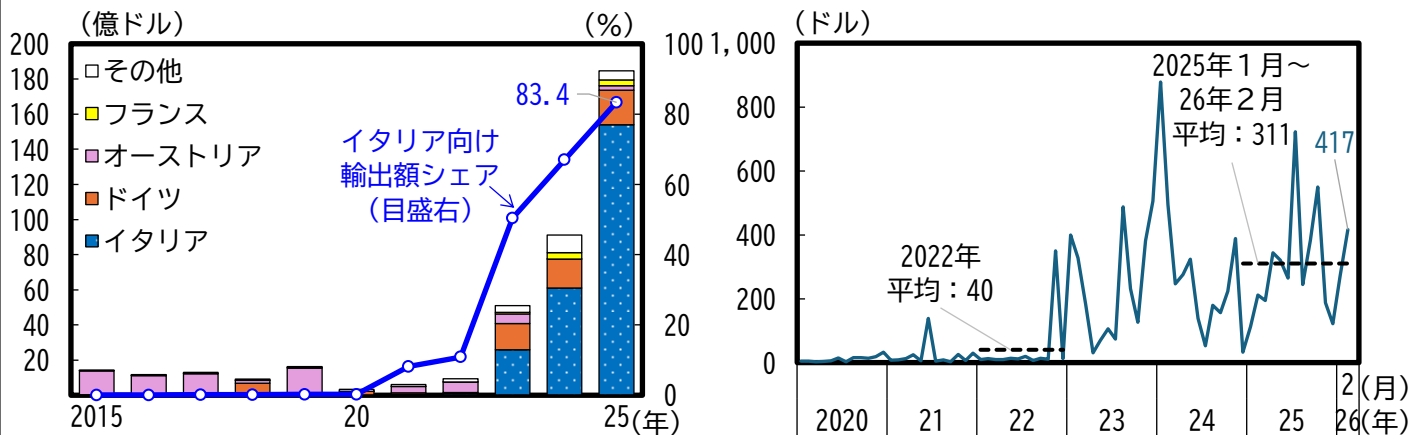 (億ドル)
(%)
200
180
160
140
120
100
80
60
40
20
その他
フランス
オーストリア
ドイツ
イタリア
イタリア向け
輸出額シェア
(目盛右)
83.4
100
80
60
40
20
0
2015
20
25(年)
(ドル)
1,000
800
600
400
200
0
2022年
平均：40
2025年１月～
26年２月
平均：311
417
2(月)
2020
21
22
23
24
25
26(年)